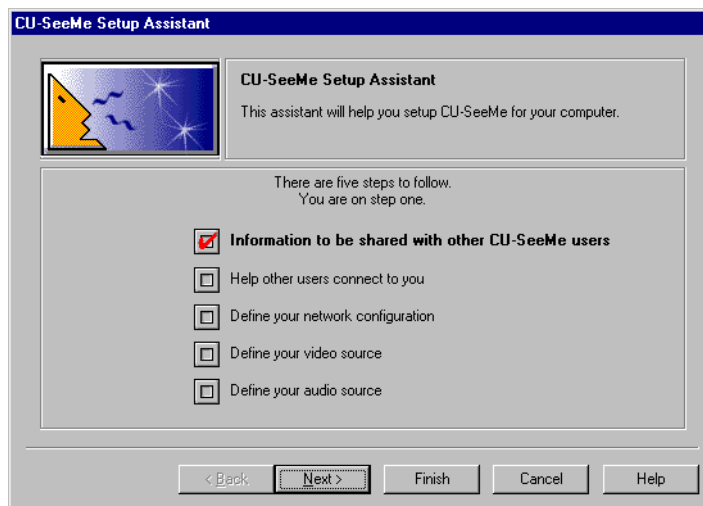 CU-SeeMe Setup Assistant
CU-SeeMe Setup Assistant
This assistant will help you setup CU-SeeMe for your computer.
There are five steps to follow.
You are on step one.
Information to be shared with other CU-SeeMe users
Help other users connect to you
Define your network configuration
Define your video source
Define your audio source
< Back Next > Finish Cancel Help